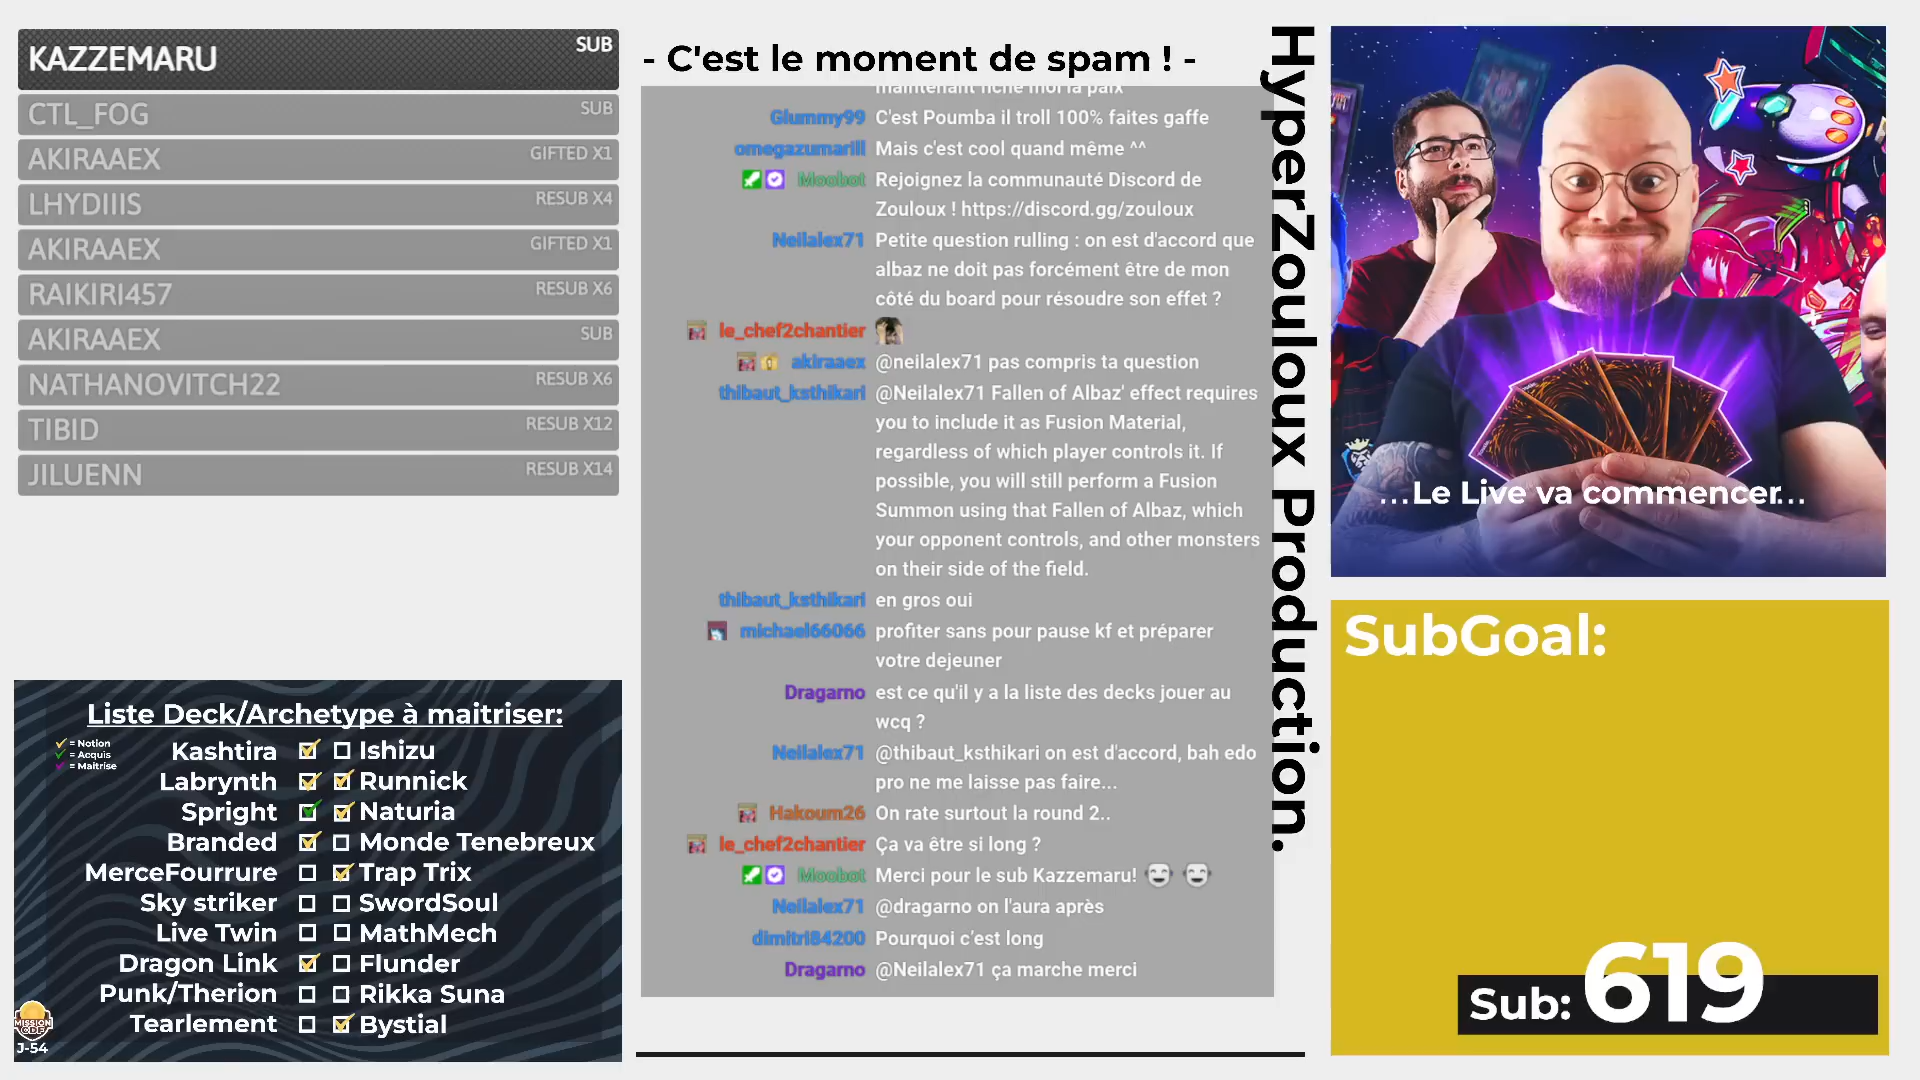 KAZZEMARU SUB
CTL_FOG SUB
AKIRAAEX GIFTED X1
LHYDIIIS RESUB X4
AKIRAAEX GIFTED X1
RAIKIRI457 RESUB X6
AKIRAAEX SUB
NATHANOVITCH22 RESUB X6
TIBID RESUB X12
JILUENN RESUB X14
Liste Deck/Archetype à maitriser:
= Notion
= Acquis
= Maitrise
Kashtira Ishizu
Labrynth Runnick
Spright Naturia
Branded Monde Tenebreux
MerceFourrure Trap Trix
Sky striker SwordSoul
Live Twin MathMech
Dragon Link Flunder
Punk/Therion Rikka Suna
Tearlement Bystial
MISSION
J-54
- C'est le moment de spam ! -
maintenant fiche moi la paix
Glummy99 C'est Poumba il troll 100% faites gaffe
omegazumarill Mais c'est cool quand même ^^
Moobot Rejoignez la communauté Discord de
Zouloux ! https://discord.gg/zouloux
Neilalex71 Petite question rulling : on est d'accord que
albaz ne doit pas forcément être de mon
côté du board pour résoudre son effet ?
le_chef2chantier
akiraaex @neilalex71 pas compris ta question
thibaut_ksthikari @Neilalex71 Fallen of Albaz' effect requires
you to include it as Fusion Material,
regardless of which player controls it. If
possible, you will still perform a Fusion
Summon using that Fallen of Albaz, which
your opponent controls, and other monsters
on their side of the field.
thibaut_ksthikari en gros oui
michael66066 profiter sans pour pause kf et préparer
votre dejeuner
Dragarno est ce qu'il y a la liste des decks jouer au
wcq ?
Neilalex71 @thibaut_ksthikari on est d'accord, bah edo
pro ne me laisse pas faire...
Hakoum26 On rate surtout la round 2..
le_chef2chantier Ça va être si long ?
Moobot Merci pour le sub Kazzemaru!
Neilalex71 @dragarno on l'aura après
dimitri84200 Pourquoi c'est long
Dragarno @Neilalex71 ça marche merci
HyperZouloux Production.
...Le Live va commencer...
SubGoal:
Sub: 619